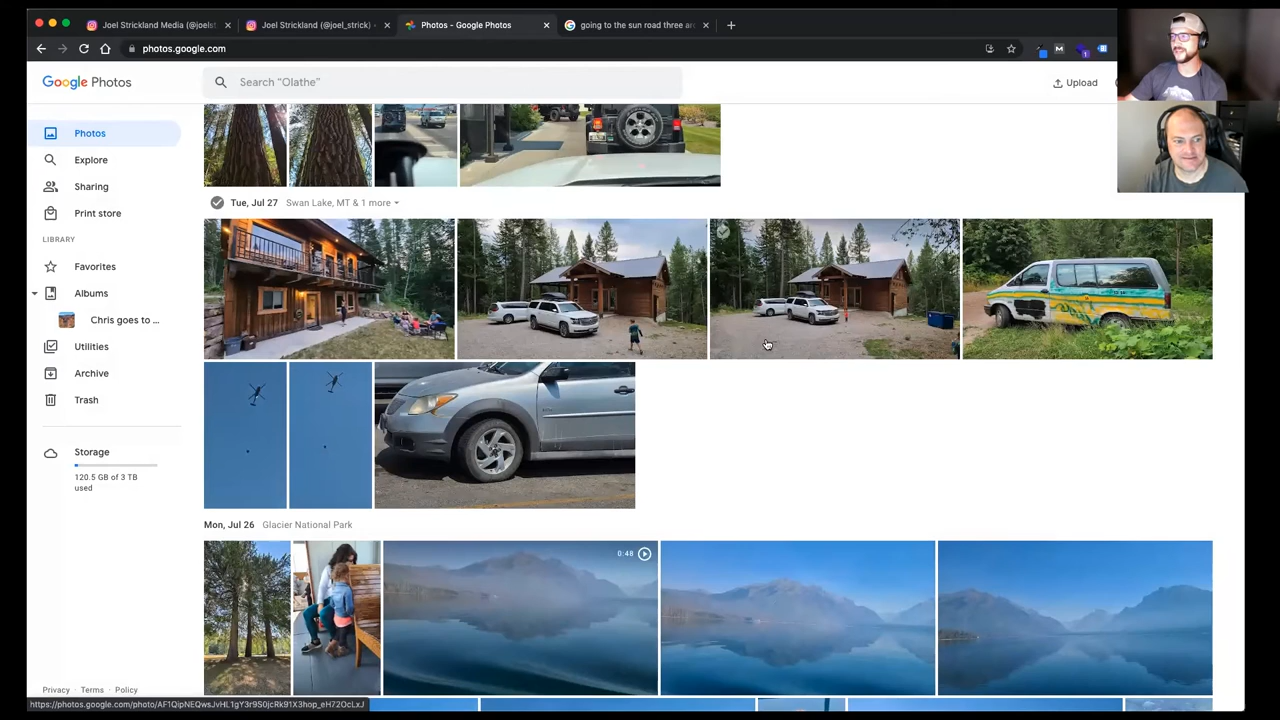 Joel Strickland Media (@joelst
Joel Strickland (@joel_strick)
Photos - Google Photos
going to the sun road three ar
photos.google.com
Google Photos
Search "Olathe"
Upload
Photos
Explore
Sharing
Print store
LIBRARY
Favorites
Albums
Chris goes to ...
Utilities
Archive
Trash
Storage
120.5 GB of 3 TB
used
Tue, Jul 27 Swan Lake, MT & 1 more
Mon, Jul 26 Glacier National Park
0:48
Privacy · Terms · Policy